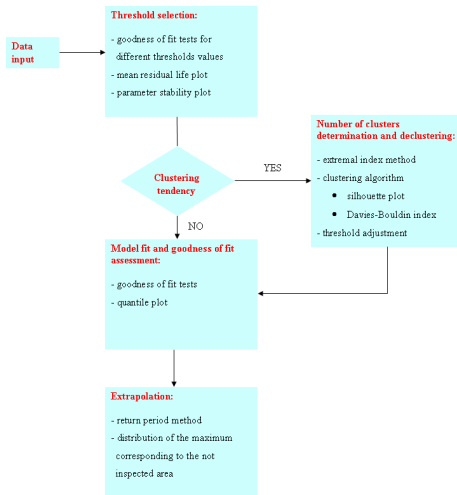 Data
input
Threshold selection:
- goodness of fit tests for
different thresholds values
- mean residual life plot
- parameter stability plot
Clustering
tendency
YES
NO
Number of clusters
determination and declustering:
- extremal index method
- clustering algorithm
● silhouette plot
● Davies-Bouldin index
- threshold adjustment
Model fit and goodness of fit
assessment:
- goodness of fit tests
- quantile plot
Extrapolation:
- return period method
- distribution of the maximum
corresponding to the not
inspected area